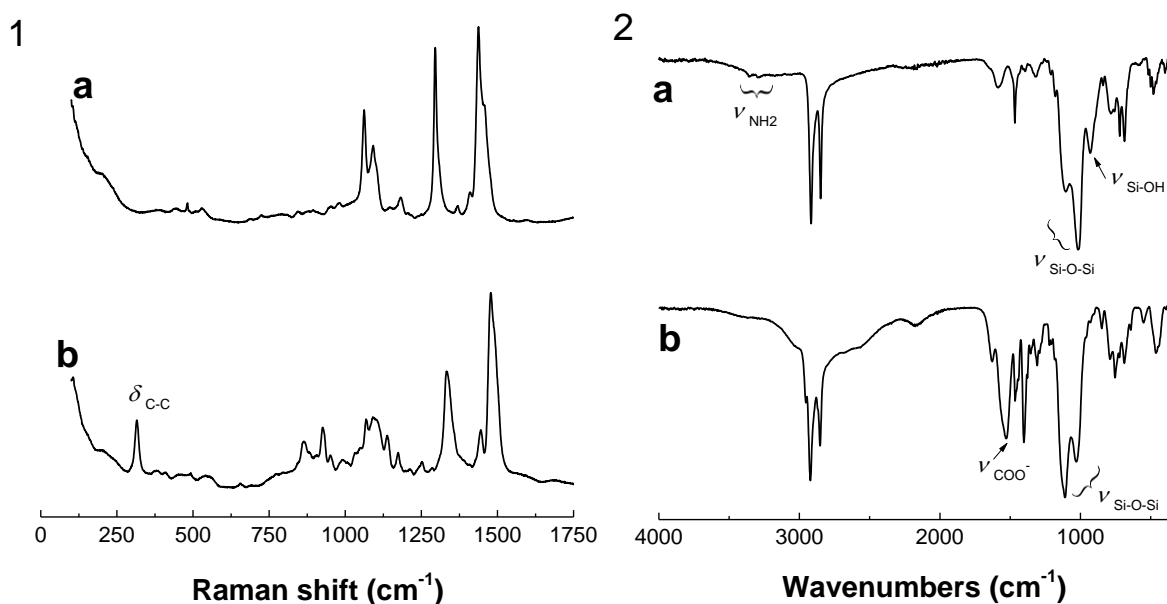 1
a
b
δ C-C
0 250 500 750 1000 1250 1500 1750
Raman shift (cm-1)
2
a
ν NH2
ν Si-OH
ν Si-O-Si
b
ν COO-
ν Si-O-Si
4000 3000 2000 1000
Wavenumbers (cm-1)